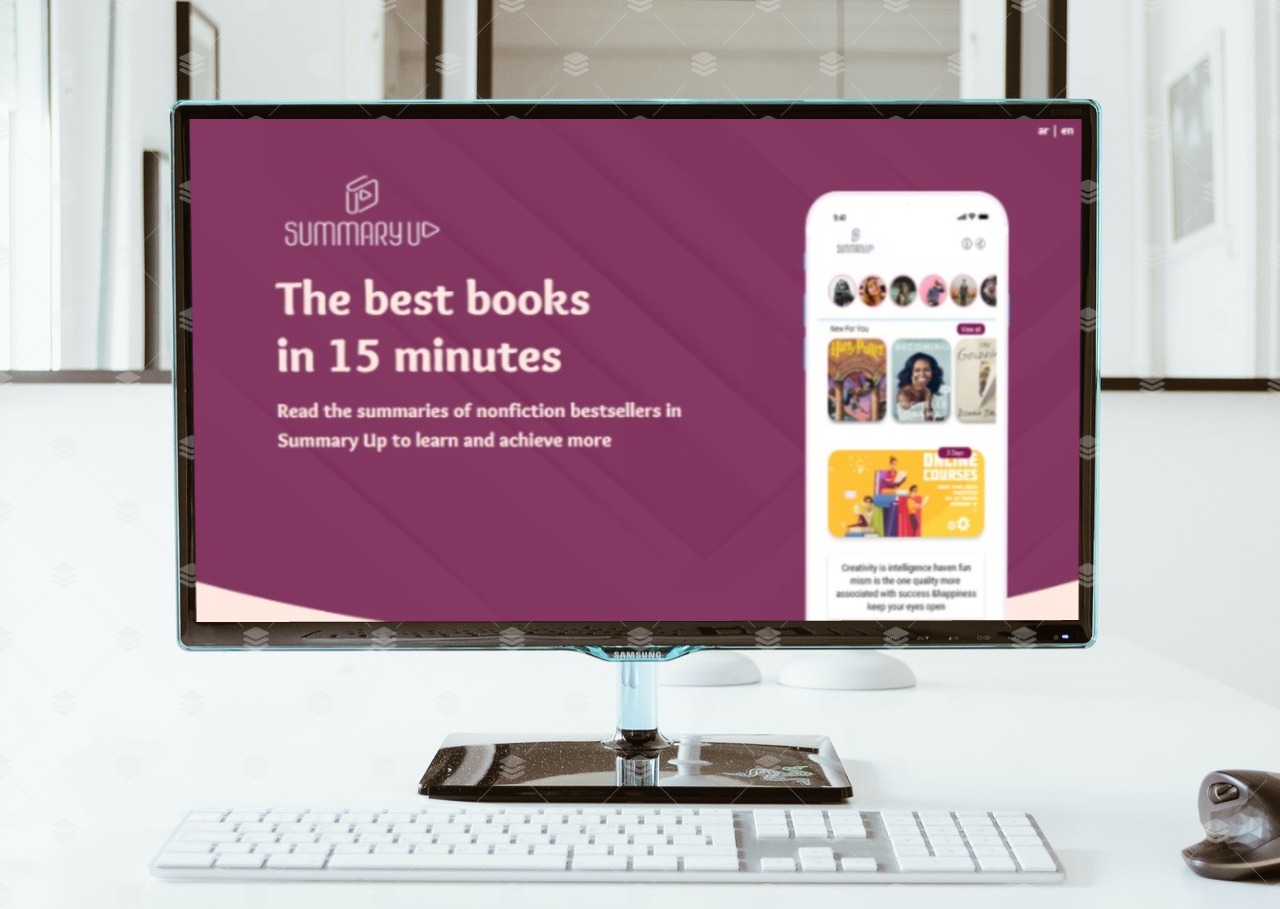 ar | en
SUMMARY UP
The best books
in 15 minutes
Read the summaries of nonfiction bestsellers in
Summary Up to learn and achieve more
9:41
SUMMARY UP
New For You
View all
Harry Potter
BECOMING
THE
2 Days
ONLINE
COURSES
Creativity is intelligence haven fun
mism is the one quality more
associated with success &happiness
keep your eyes open
SAMSUNG